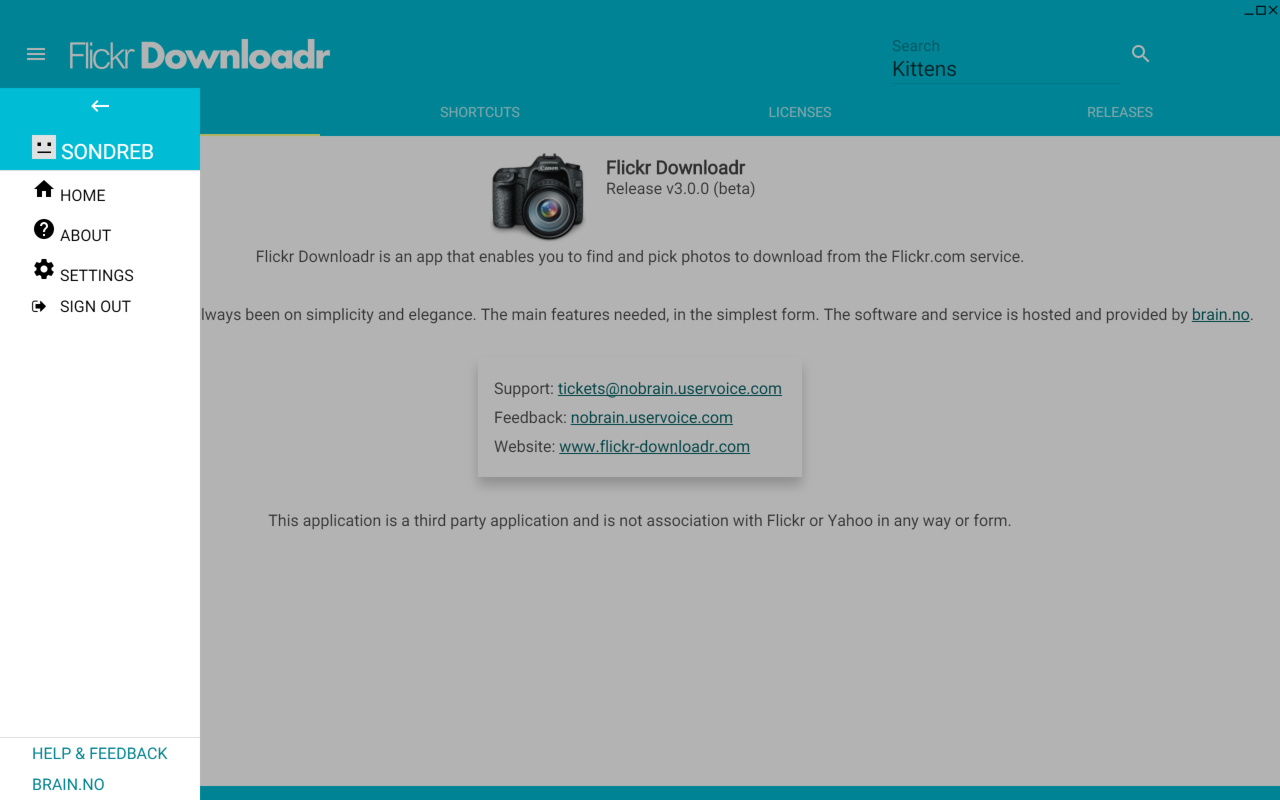 Flickr Downloadr
Search
Kittens
SHORTCUTS
LICENSES
RELEASES
SONDREB
HOME
ABOUT
SETTINGS
SIGN OUT
HELP & FEEDBACK
BRAIN.NO
Canon
Flickr Downloadr
Release v3.0.0 (beta)
Flickr Downloadr is an app that enables you to find and pick photos to download from the Flickr.com service.
lways been on simplicity and elegance. The main features needed, in the simplest form. The software and service is hosted and provided by brain.no.
Support: tickets@nobrain.uservoice.com
Feedback: nobrain.uservoice.com
Website: www.flickr-downloadr.com
This application is a third party application and is not association with Flickr or Yahoo in any way or form.